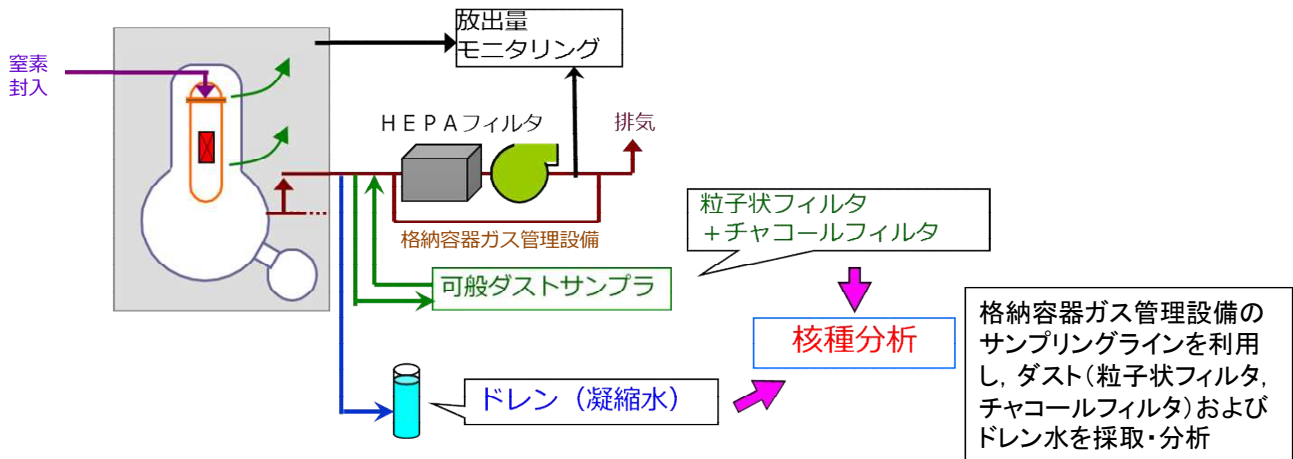 放出量
モニタリング
窒素
封入
ＨＥＰＡフィルタ
排気
格納容器ガス管理設備
粒子状フィルタ
＋チャコールフィルタ
可般ダストサンプラ
核種分析
ドレン（凝縮水）
格納容器ガス管理設備の
サンプリングラインを利用
し，ダスト（粒子状フィルタ，
チャコールフィルタ）および
ドレン水を採取・分析